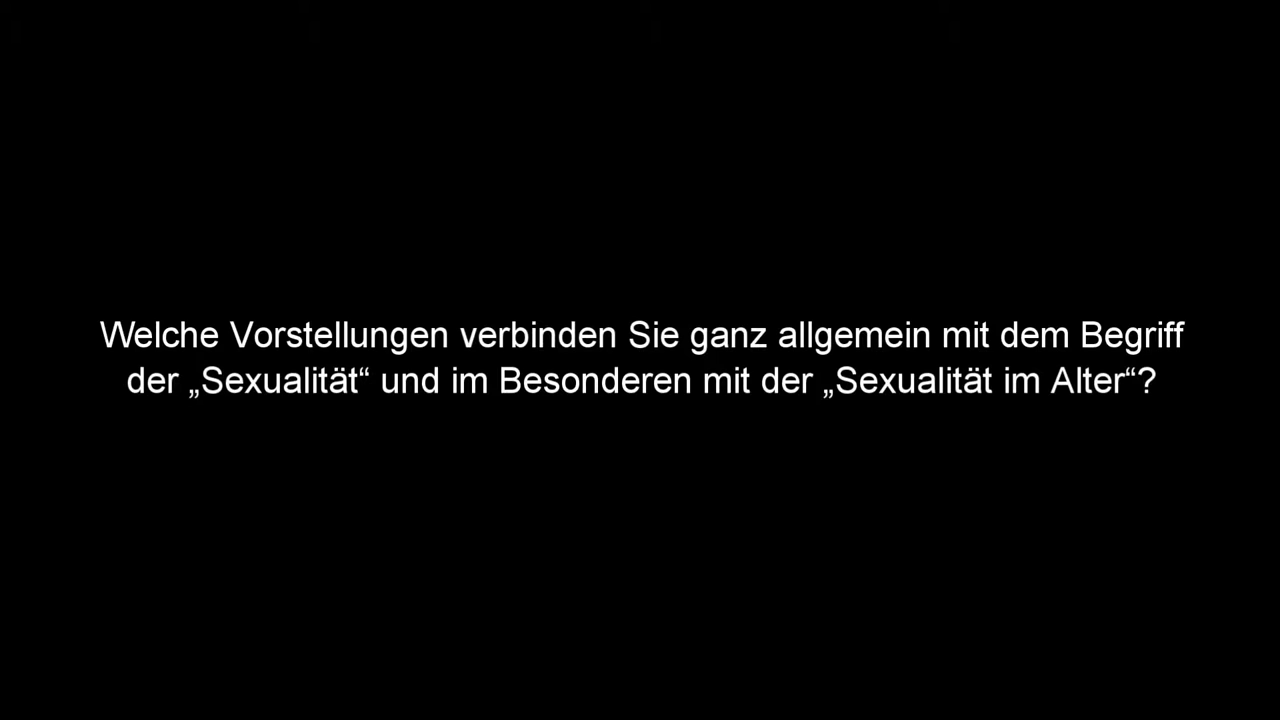 Welche Vorstellungen verbinden Sie ganz allgemein mit dem Begriff
der „Sexualität“ und im Besonderen mit der „Sexualität im Alter“?